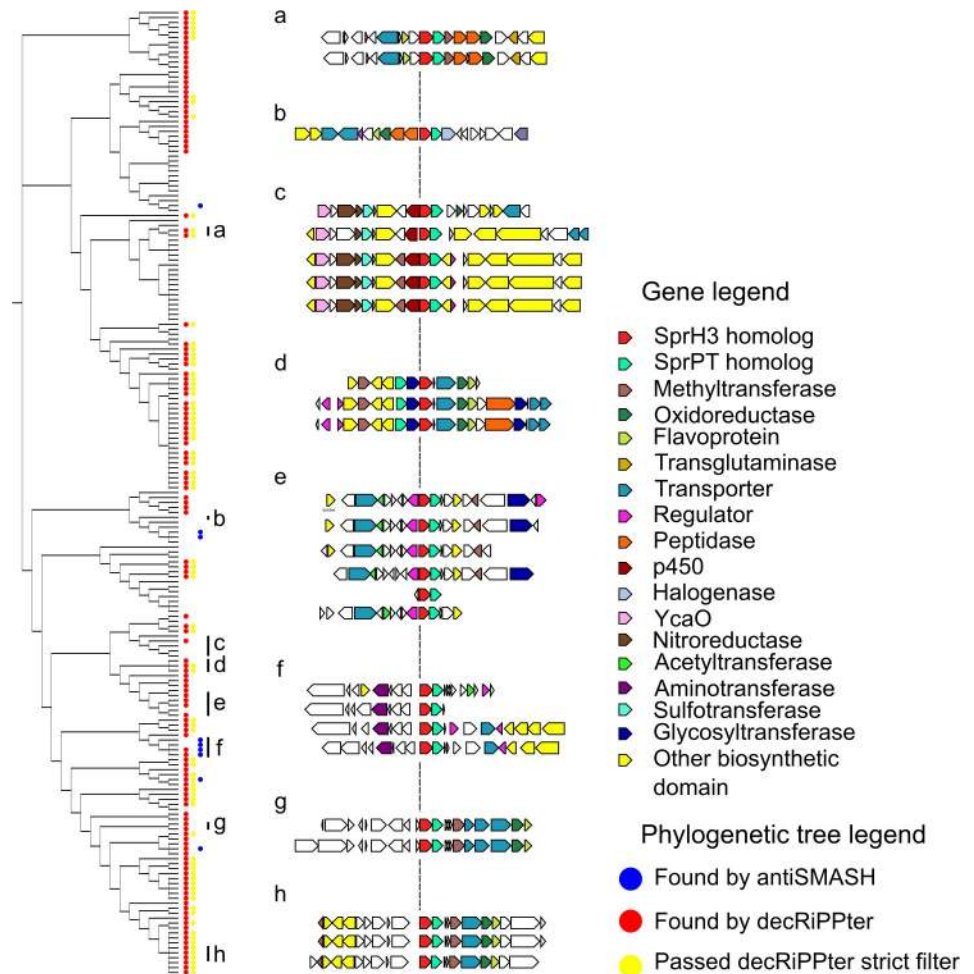 a
b
c
d
e
f
g
h
a
b
c
d
e
f
g
h
Gene legend
SprH3 homolog
SprPT homolog
Methyltransferase
Oxidoreductase
Flavoprotein
Transglutaminase
Transporter
Regulator
Peptidase
p450
Halogenase
YcaO
Nitroreductase
Acetyltransferase
Aminotransferase
Sulfotransferase
Glycosyltransferase
Other biosynthetic
domain
Phylogenetic tree legend
Found by antiSMASH
Found by decRiPPter
Passed decRiPPter strict filter